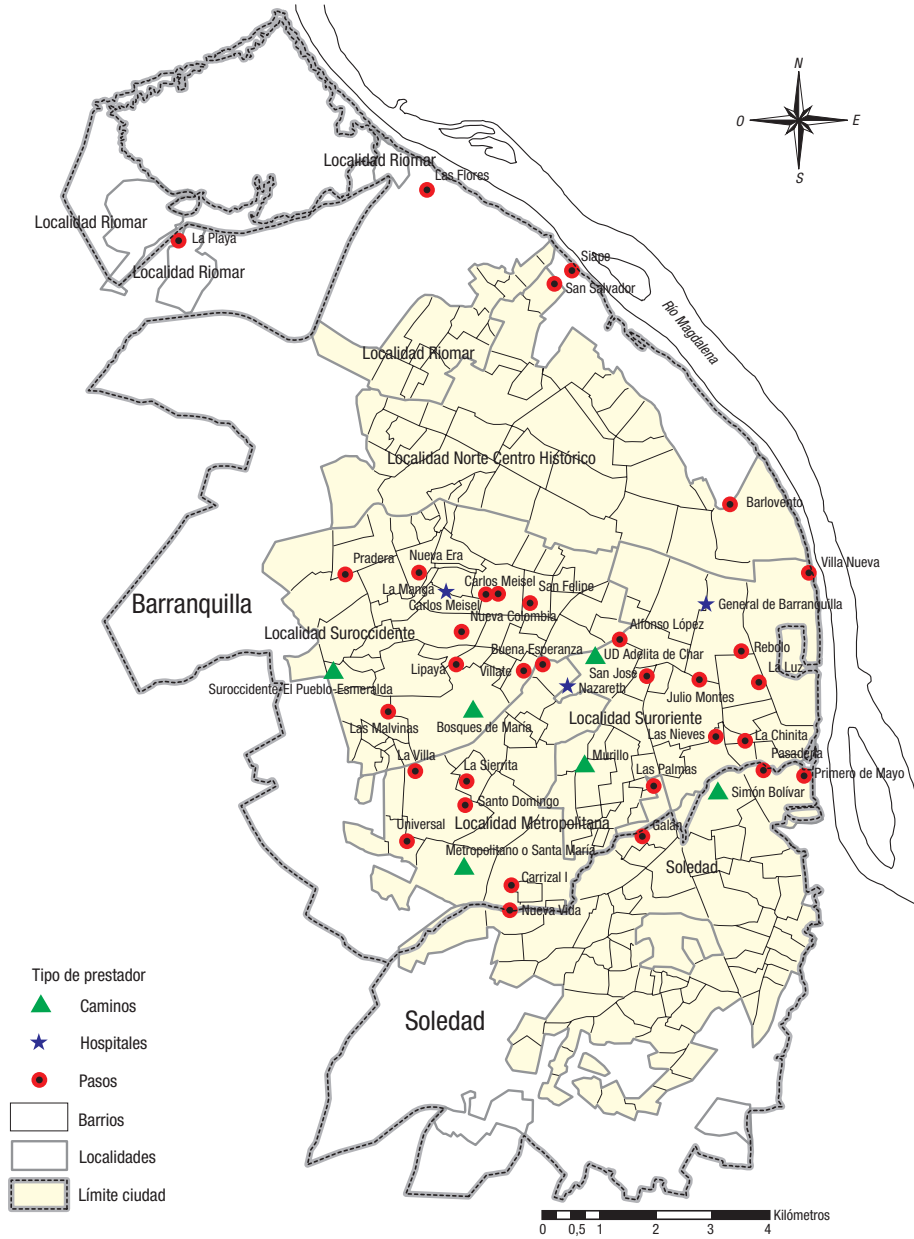 N
O
E
S
Localidad Riomar
Las Flores
Localidad Riomar
La Playa
Localidad Riomar
Siape
San Salvador
Río Magdalena
Localidad Riomar
Localidad Norte Centro Histórico
Barlovento
Villa Nueva
Pradera
Nueva Era
La Manga
Carlos Meisel
Carlos Meisel
San Felipe
General de Barranquilla
Barranquilla
Nueva Colombia
Localidad Suroccidente
Alfonso López
Rebolo
Buena Esperanza
UD Adelita de Char
Lipaya
Villate
San José
La Luz
Suroccidente-El Pueblo-Esmeralda
Nazareth
Julio Montes
Las Malvinas
Bosques de María
Localidad Suroriente
Las Nieves
La Chinita
La Villa
Murillo
Pasadena
La Sierrita
Las Palmas
Primero de Mayo
Simón Bolívar
Santo Domingo
Localidad Metropolitana
Universal
Galán
Metropolitano o Santa María
Soledad
Carrizal I
Nueva Vida
Soledad
Tipo de prestador
Caminos
Hospitales
Pasos
Barrios
Localidades
Límite ciudad
Kilómetros
0 0,5 1 2 3 4